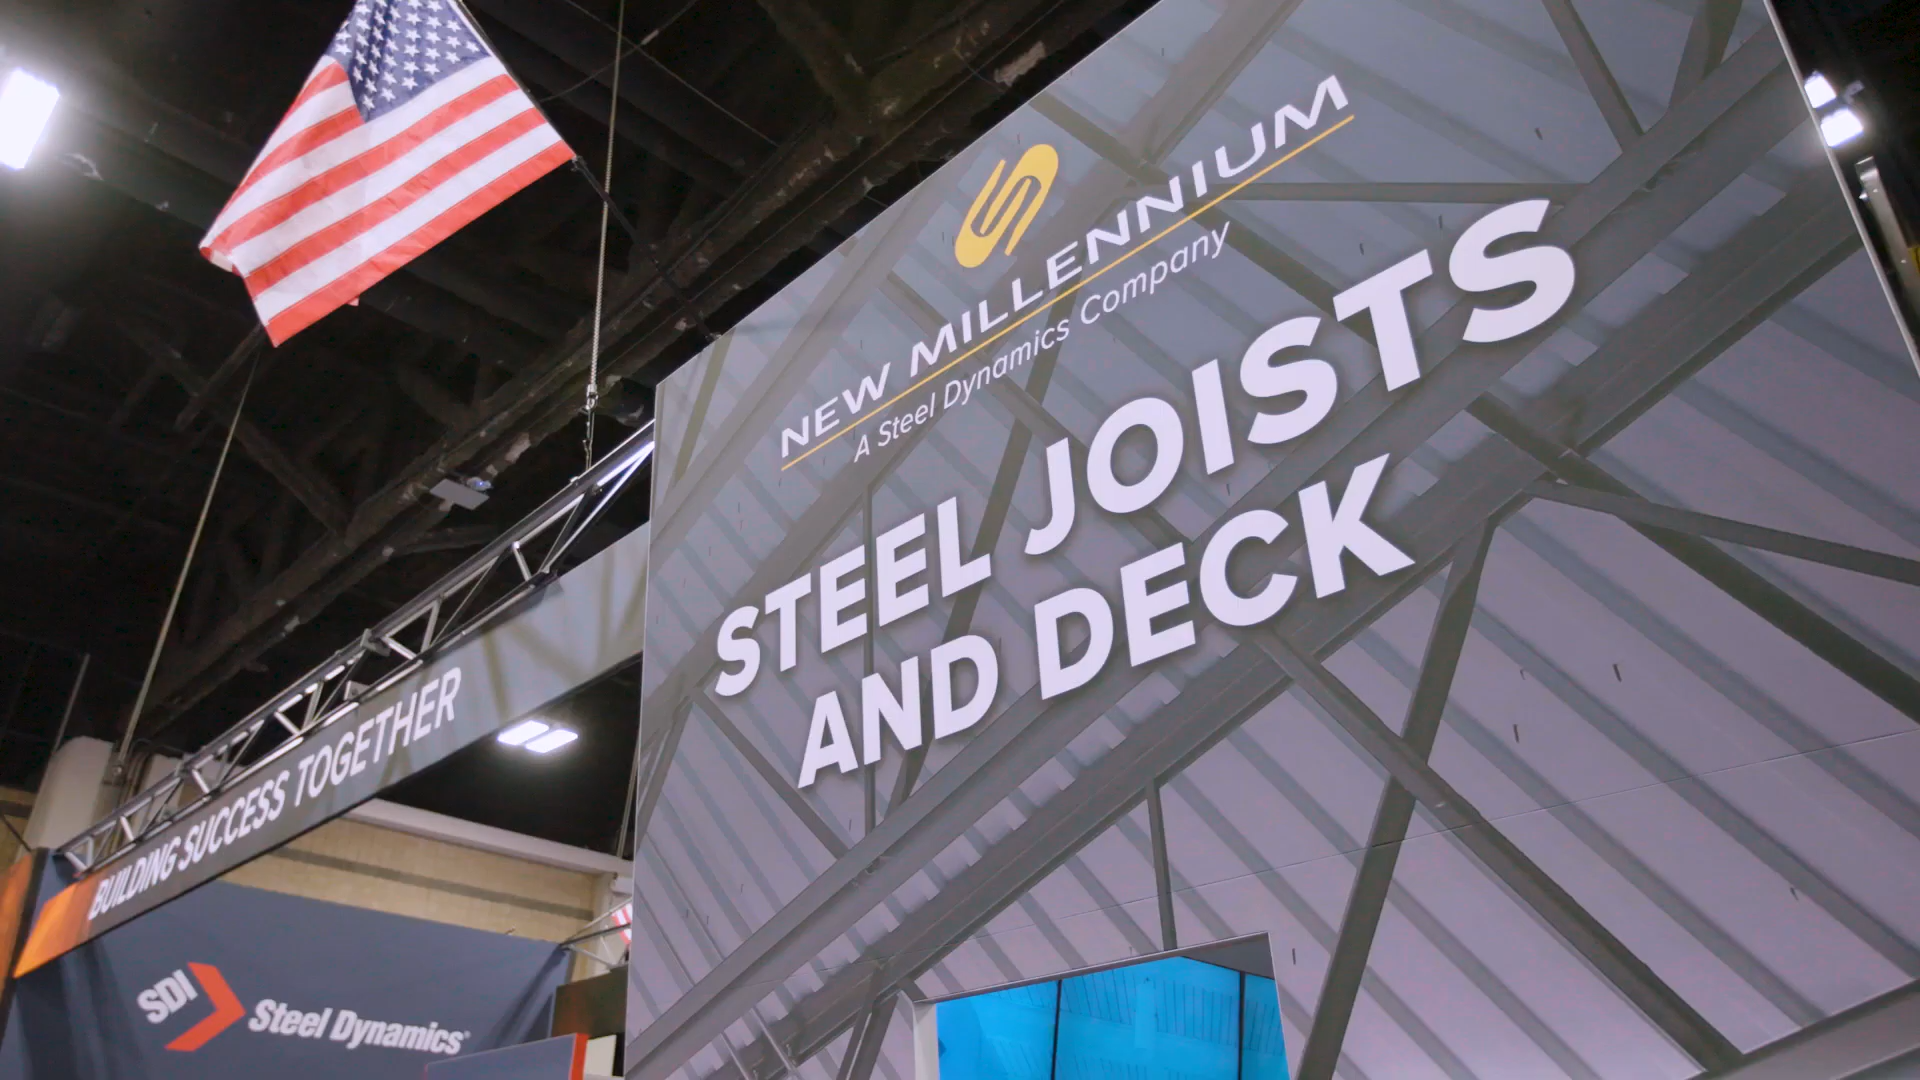 NEW MILLENNIUM
A Steel Dynamics Company
STEEL JOISTS
AND DECK
BUILDING SUCCESS TOGETHER
SDI
Steel Dynamics®